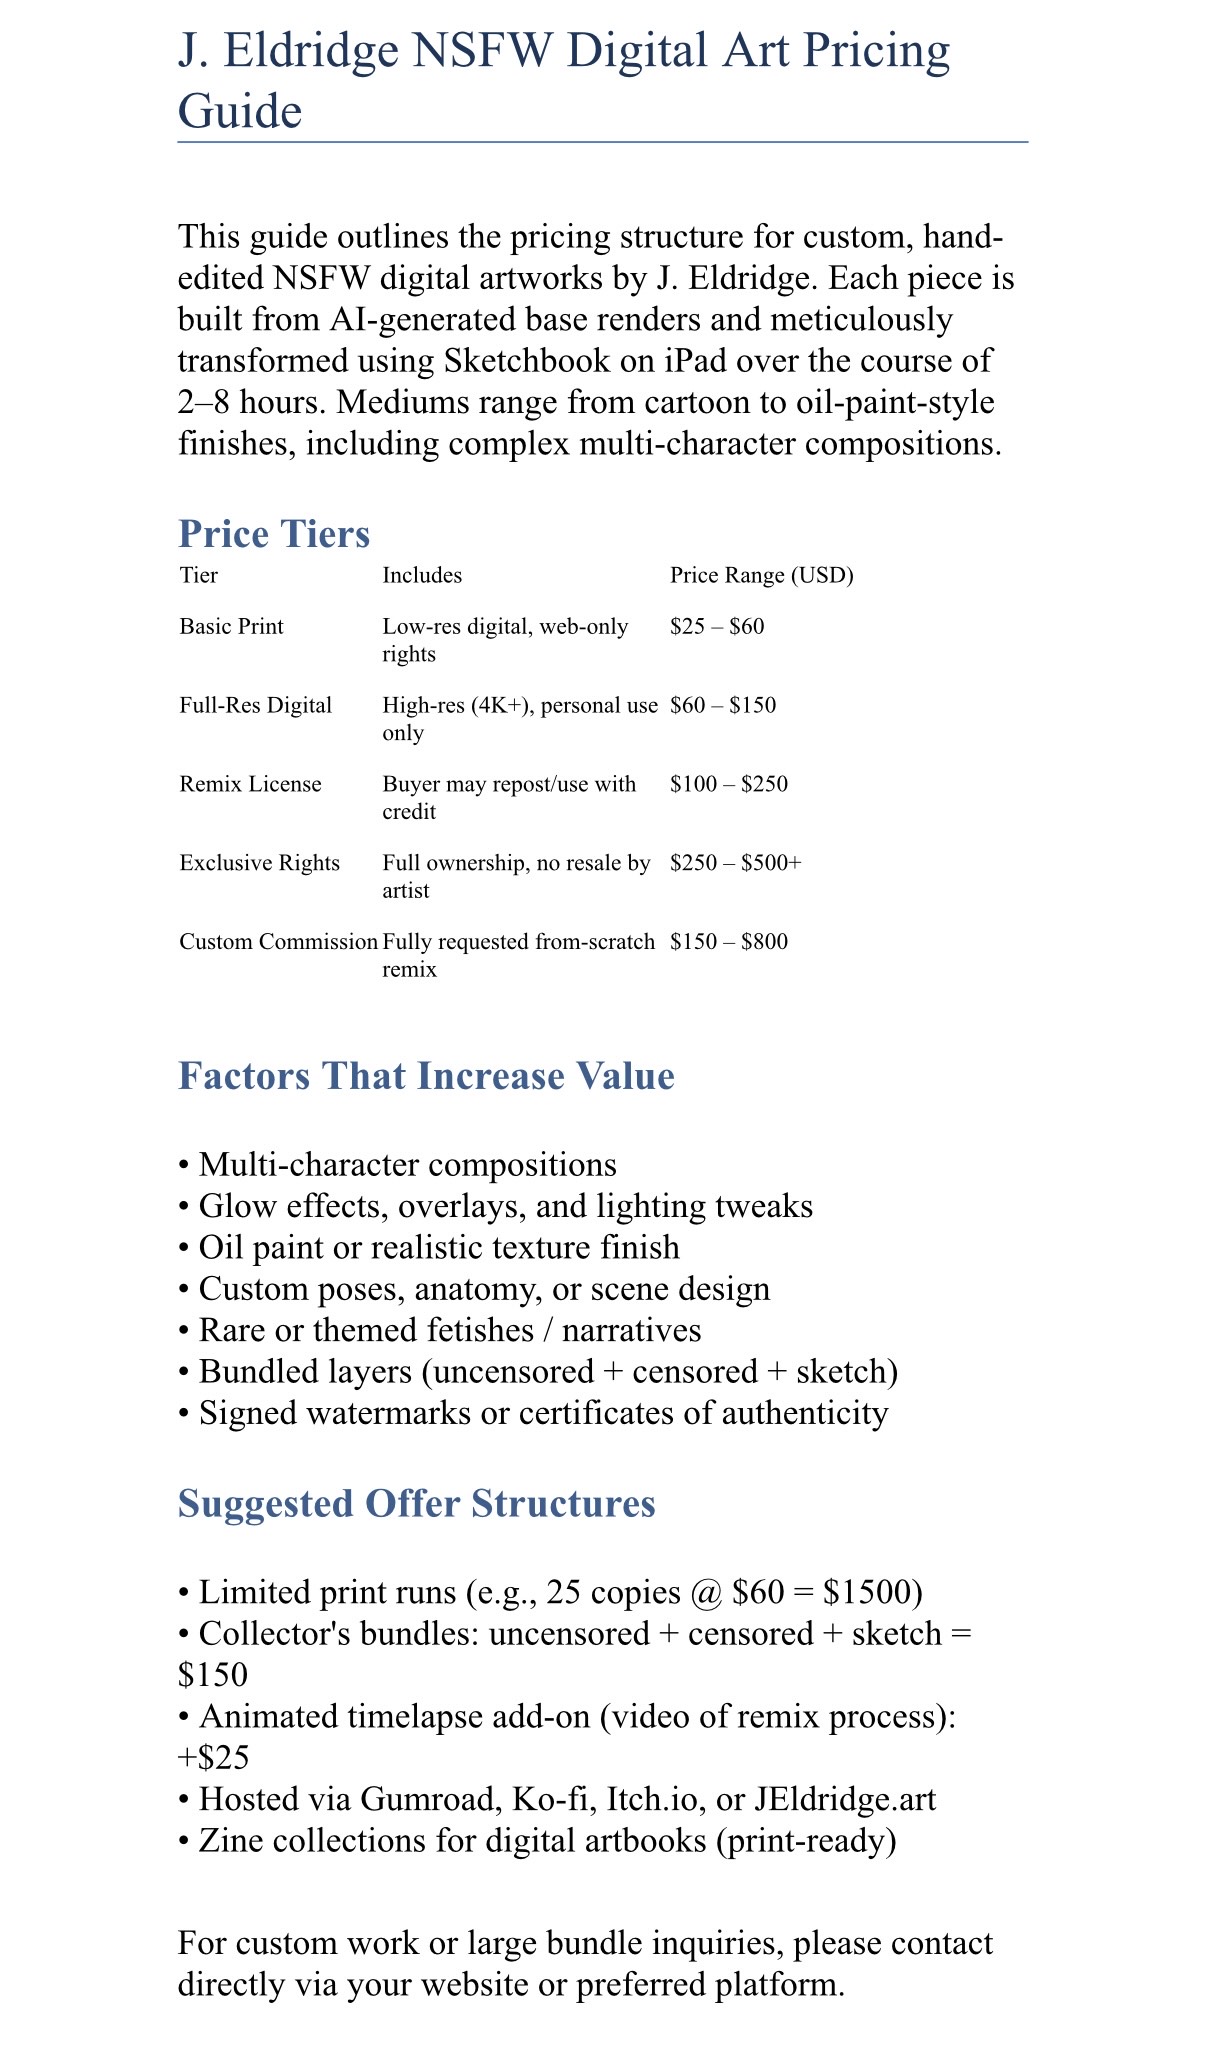 J. Eldridge NSFW Digital Art Pricing
Guide
This guide outlines the pricing structure for custom, hand-
edited NSFW digital artworks by J. Eldridge. Each piece is
built from AI-generated base renders and meticulously
transformed using Sketchbook on iPad over the course of
2–8 hours. Mediums range from cartoon to oil-paint-style
finishes, including complex multi-character compositions.
Price Tiers
Tier Includes Price Range (USD)
Basic Print Low-res digital, web-only $25 – $60
rights
Full-Res Digital High-res (4K+), personal use $60 – $150
only
Remix License Buyer may repost/use with $100 – $250
credit
Exclusive Rights Full ownership, no resale by $250 – $500+
artist
Custom Commission Fully requested from-scratch $150 – $800
remix
Factors That Increase Value
• Multi-character compositions
• Glow effects, overlays, and lighting tweaks
• Oil paint or realistic texture finish
• Custom poses, anatomy, or scene design
• Rare or themed fetishes / narratives
• Bundled layers (uncensored + censored + sketch)
• Signed watermarks or certificates of authenticity
Suggested Offer Structures
• Limited print runs (e.g., 25 copies @ $60 = $1500)
• Collector's bundles: uncensored + censored + sketch =
$150
• Animated timelapse add-on (video of remix process):
+$25
• Hosted via Gumroad, Ko-fi, Itch.io, or JEldridge.art
• Zine collections for digital artbooks (print-ready)
For custom work or large bundle inquiries, please contact
directly via your website or preferred platform.